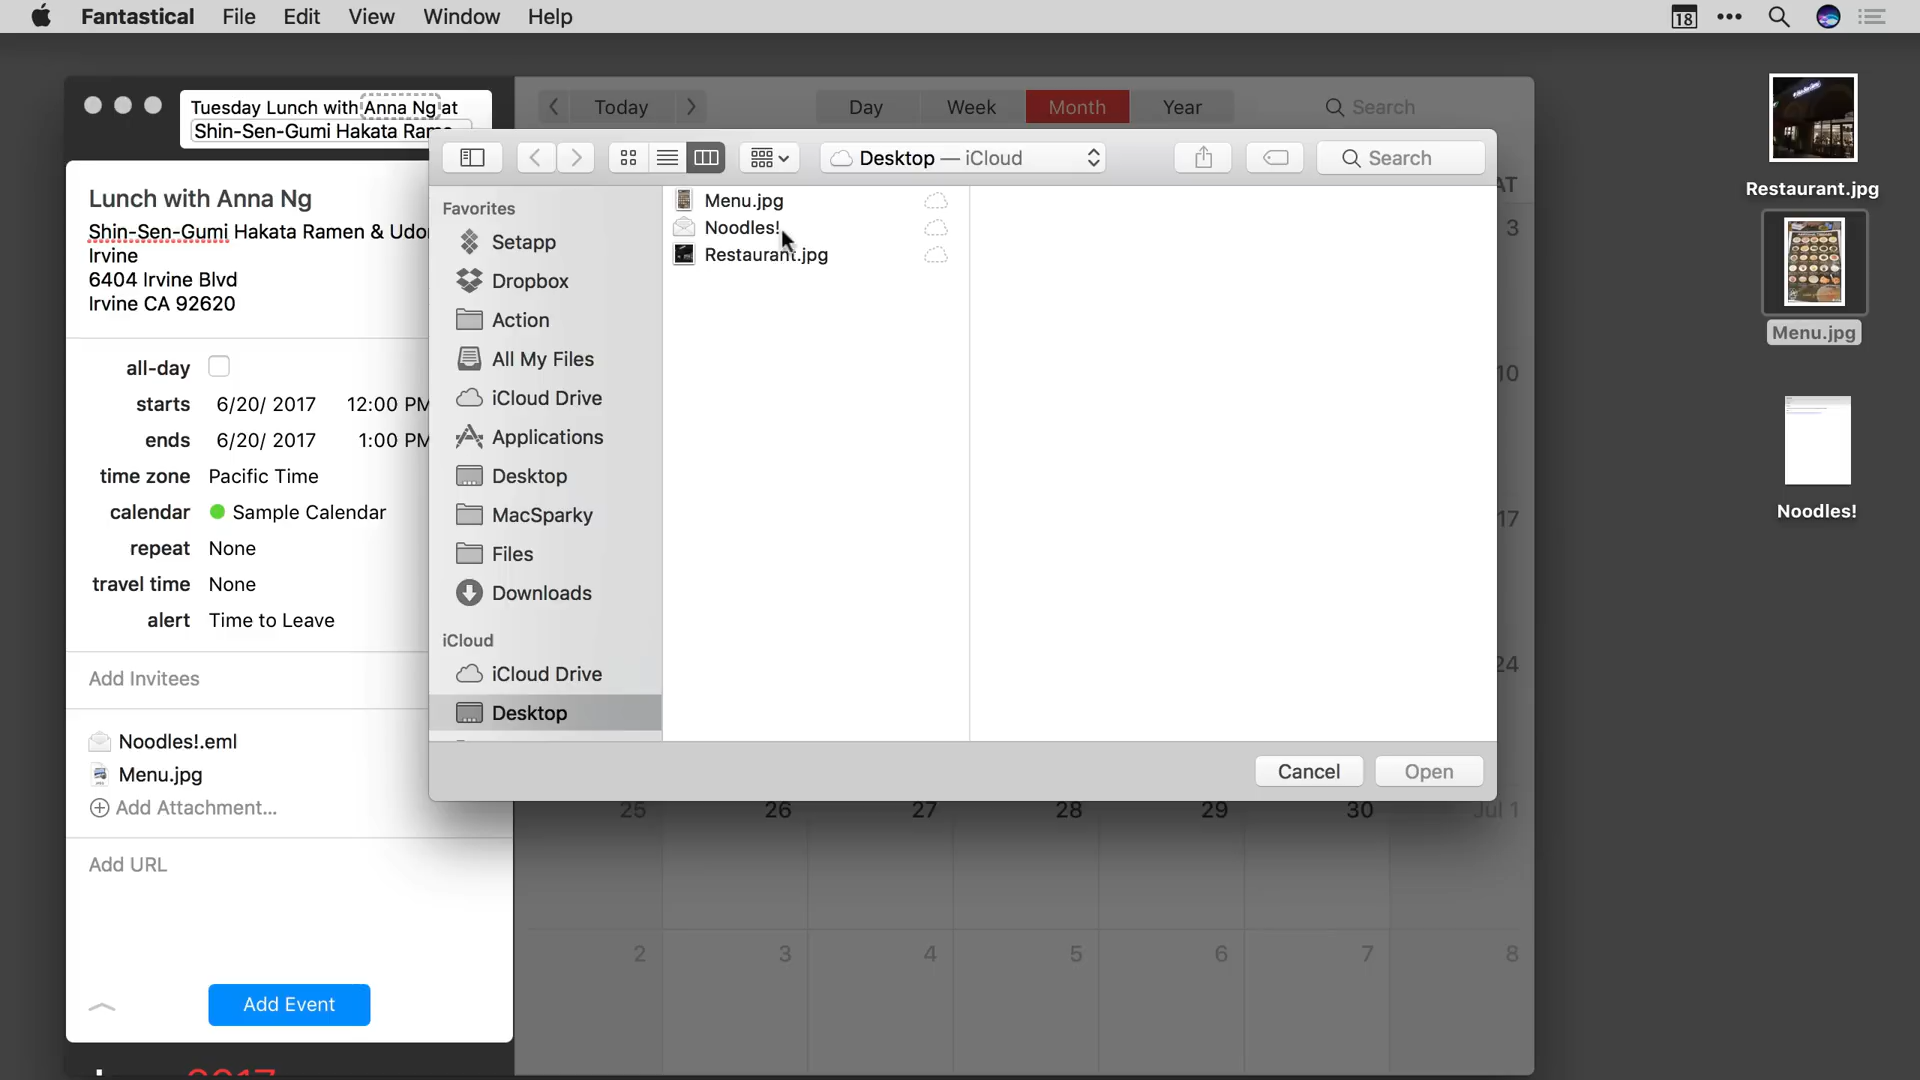 Fantastical File Edit View Window Help
18
Tuesday Lunch with Anna Ng at
Shin-Sen-Gumi Hakata Rame
Today
Day Week Month Year
Search
Desktop — iCloud
Search
Lunch with Anna Ng
Shin-Sen-Gumi Hakata Ramen & Udon
Irvine
6404 Irvine Blvd
Irvine CA 92620
all-day
starts 6/20/ 2017 12:00 PM
ends 6/20/ 2017 1:00 PM
time zone Pacific Time
calendar Sample Calendar
repeat None
travel time None
alert Time to Leave
Add Invitees
Noodles!.eml
Menu.jpg
Add Attachment...
Add URL
Add Event
2017
Favorites
Setapp
Dropbox
Action
All My Files
iCloud Drive
Applications
Desktop
MacSparky
Files
Downloads
iCloud
iCloud Drive
Desktop
Menu.jpg
Noodles!
Restaurant.jpg
Cancel Open
AT
3
10
17
24
25 26 27 28 29 30 Jul 1
2 3 4 5 6 7 8
Restaurant.jpg
Menu.jpg
Noodles!